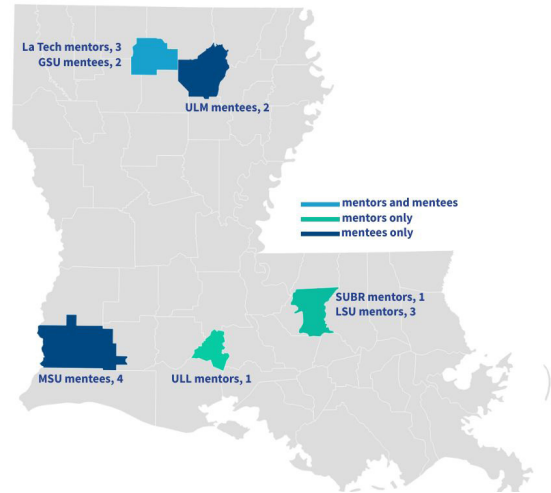 La Tech mentors, 3
GSU mentees, 2
ULM mentees, 2
mentors and mentees
mentors only
mentees only
SUBR mentors, 1
LSU mentors, 3
MSU mentees, 4
ULL mentors, 1